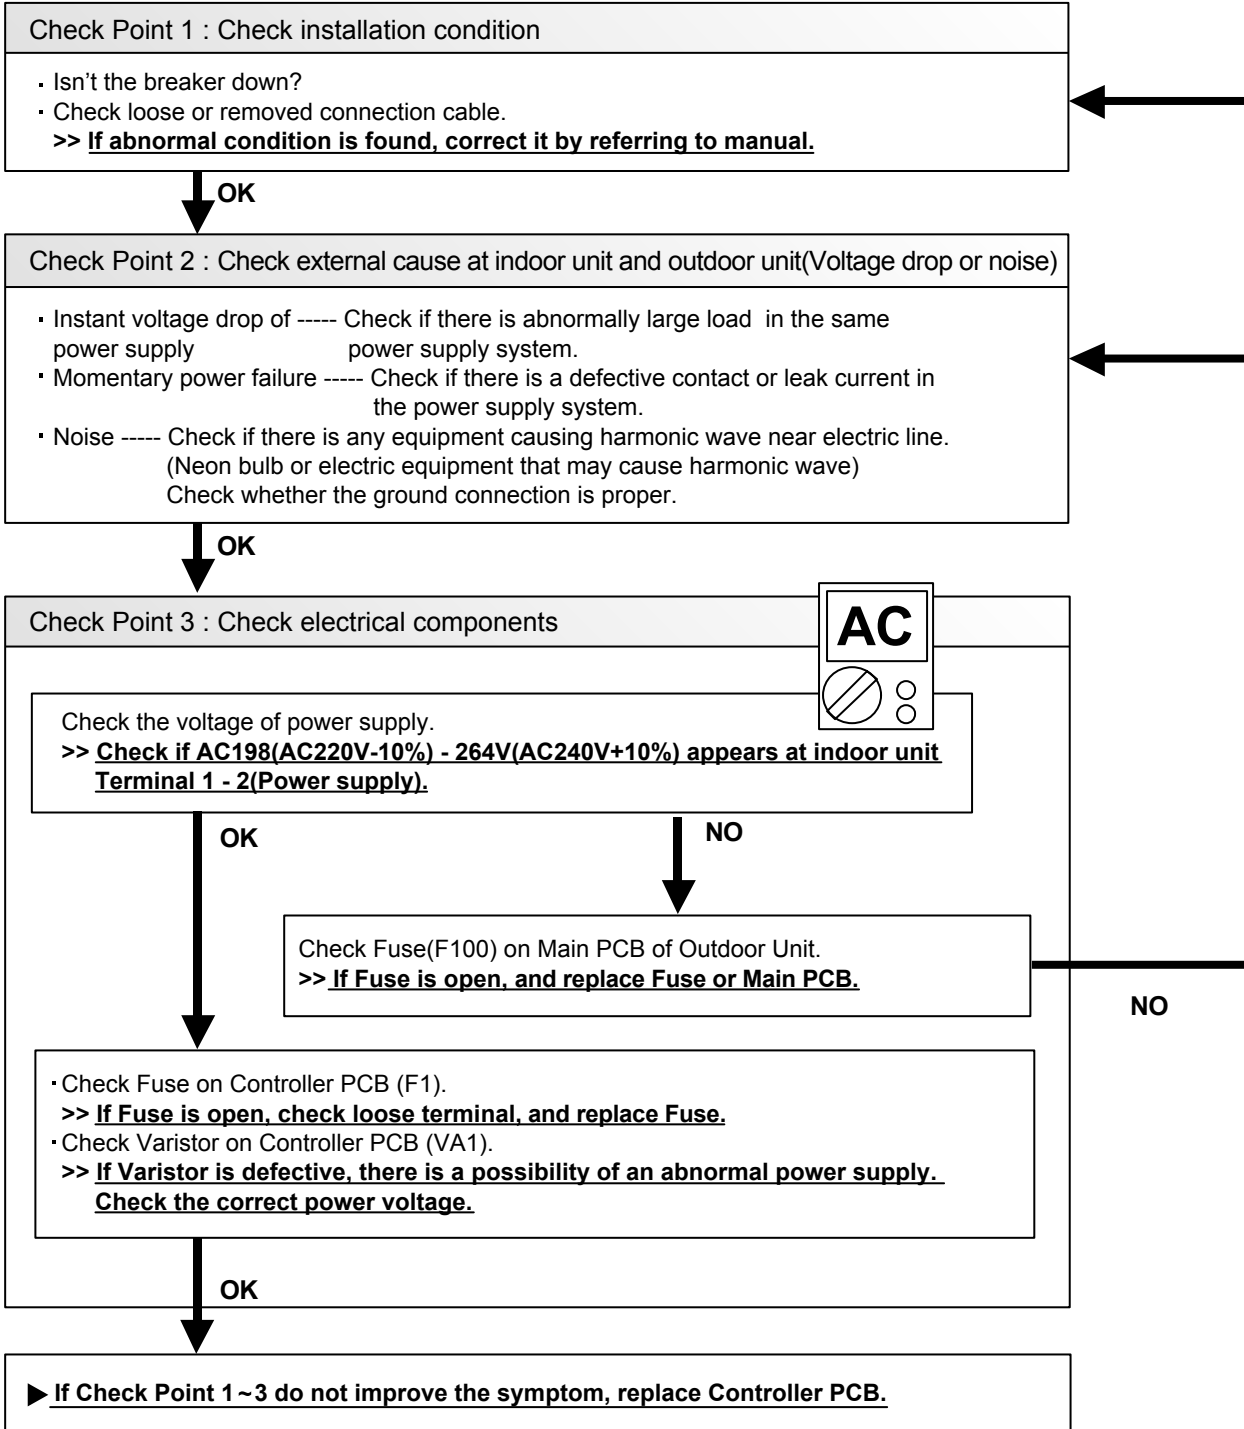 Check Point 1 : Check installation condition
· Isn't the breaker down?
· Check loose or removed connection cable.
>> If abnormal condition is found, correct it by referring to manual.
OK
Check Point 2 : Check external cause at indoor unit and outdoor unit(Voltage drop or noise)
· Instant voltage drop of ----- Check if there is abnormally large load  in the same
power supply power supply system.
· Momentary power failure ----- Check if there is a defective contact or leak current in
the power supply system.
· Noise ----- Check if there is any equipment causing harmonic wave near electric line.
(Neon bulb or electric equipment that may cause harmonic wave)
Check whether the ground connection is proper.
OK
Check Point 3 : Check electrical components
AC
Check the voltage of power supply.
>> Check if AC198(AC220V-10%) - 264V(AC240V+10%) appears at indoor unit
Terminal 1 - 2(Power supply).
OK
NO
Check Fuse(F100) on Main PCB of Outdoor Unit.
>> If Fuse is open, and replace Fuse or Main PCB.
NO
· Check Fuse on Controller PCB (F1).
>> If Fuse is open, check loose terminal, and replace Fuse.
· Check Varistor on Controller PCB (VA1).
>> If Varistor is defective, there is a possibility of an abnormal power supply.
Check the correct power voltage.
OK
▶ If Check Point 1~3 do not improve the symptom, replace Controller PCB.